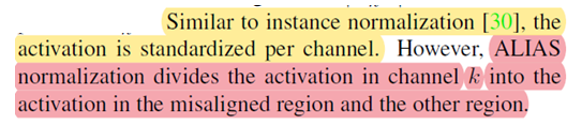 Similar to instance normalization [30], the
activation is standardized per channel. However, ALIAS
normalization divides the activation in channel k into the
activation in the misaligned region and the other region.